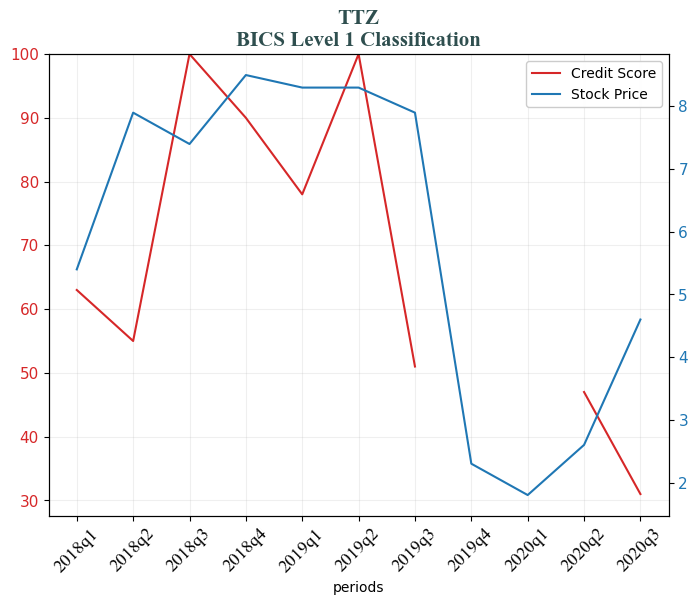 TTZ
BICS Level 1 Classification
Credit Score
Stock Price
100
90
80
70
60
50
40
30
8
7
6
5
4
3
2
2018q1
2018q2
2018q3
2018q4
2019q1
2019q2
2019q3
2019q4
2020q1
2020q2
2020q3
periods